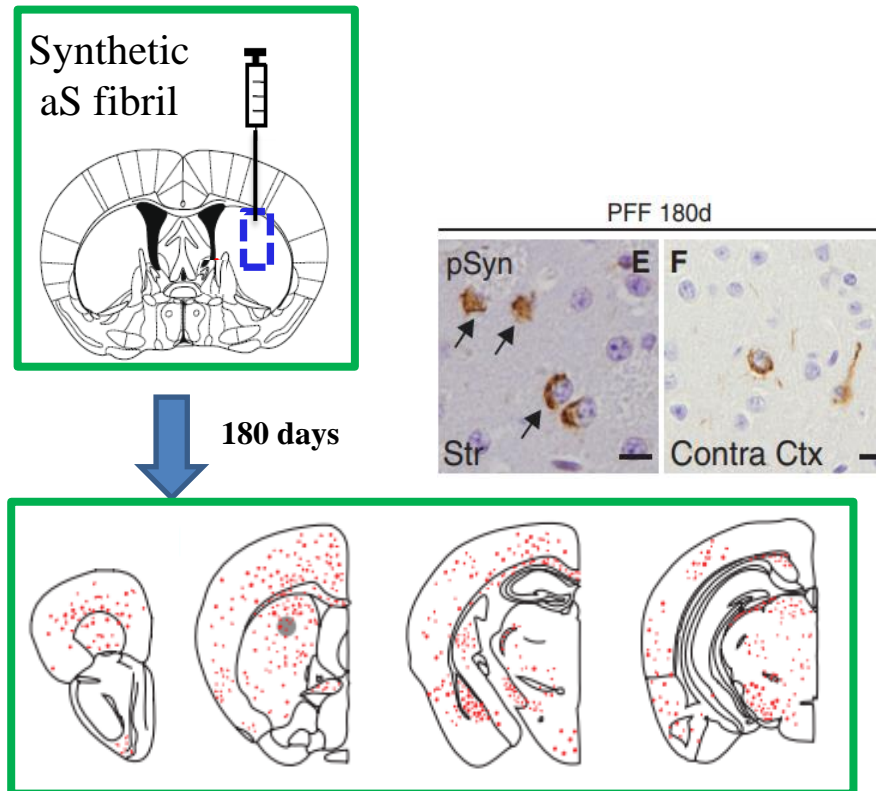 Synthetic
aS fibril
PFF 180d
pSyn
E
F
Str
Contra Ctx
180 days